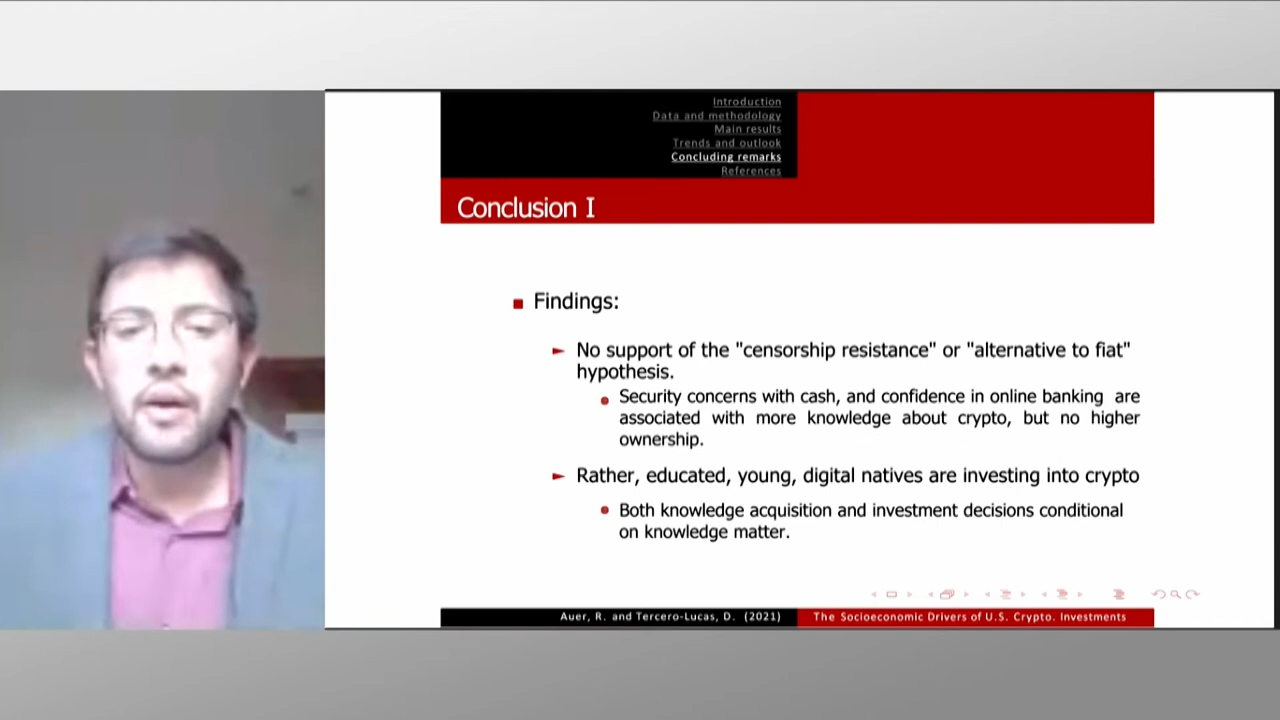 Introduction
Data and methodology
Main results
Trends and outlook
Concluding remarks
References
Conclusion I
Findings:
No support of the "censorship resistance" or "alternative to fiat"
hypothesis.
Security concerns with cash, and confidence in online banking are
associated with more knowledge about crypto, but no higher
ownership.
Rather, educated, young, digital natives are investing into crypto
Both knowledge acquisition and investment decisions conditional
on knowledge matter.
Auer, R. and Tercero-Lucas, D. (2021) The Socioeconomic Drivers of U.S. Crypto. Investments